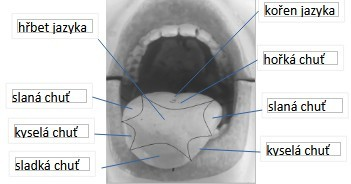 kořen jazyka
hřbet jazyka
hořká chuť
slaná chuť
slaná chuť
kyselá chuť
kyselá chuť
sladká chuť